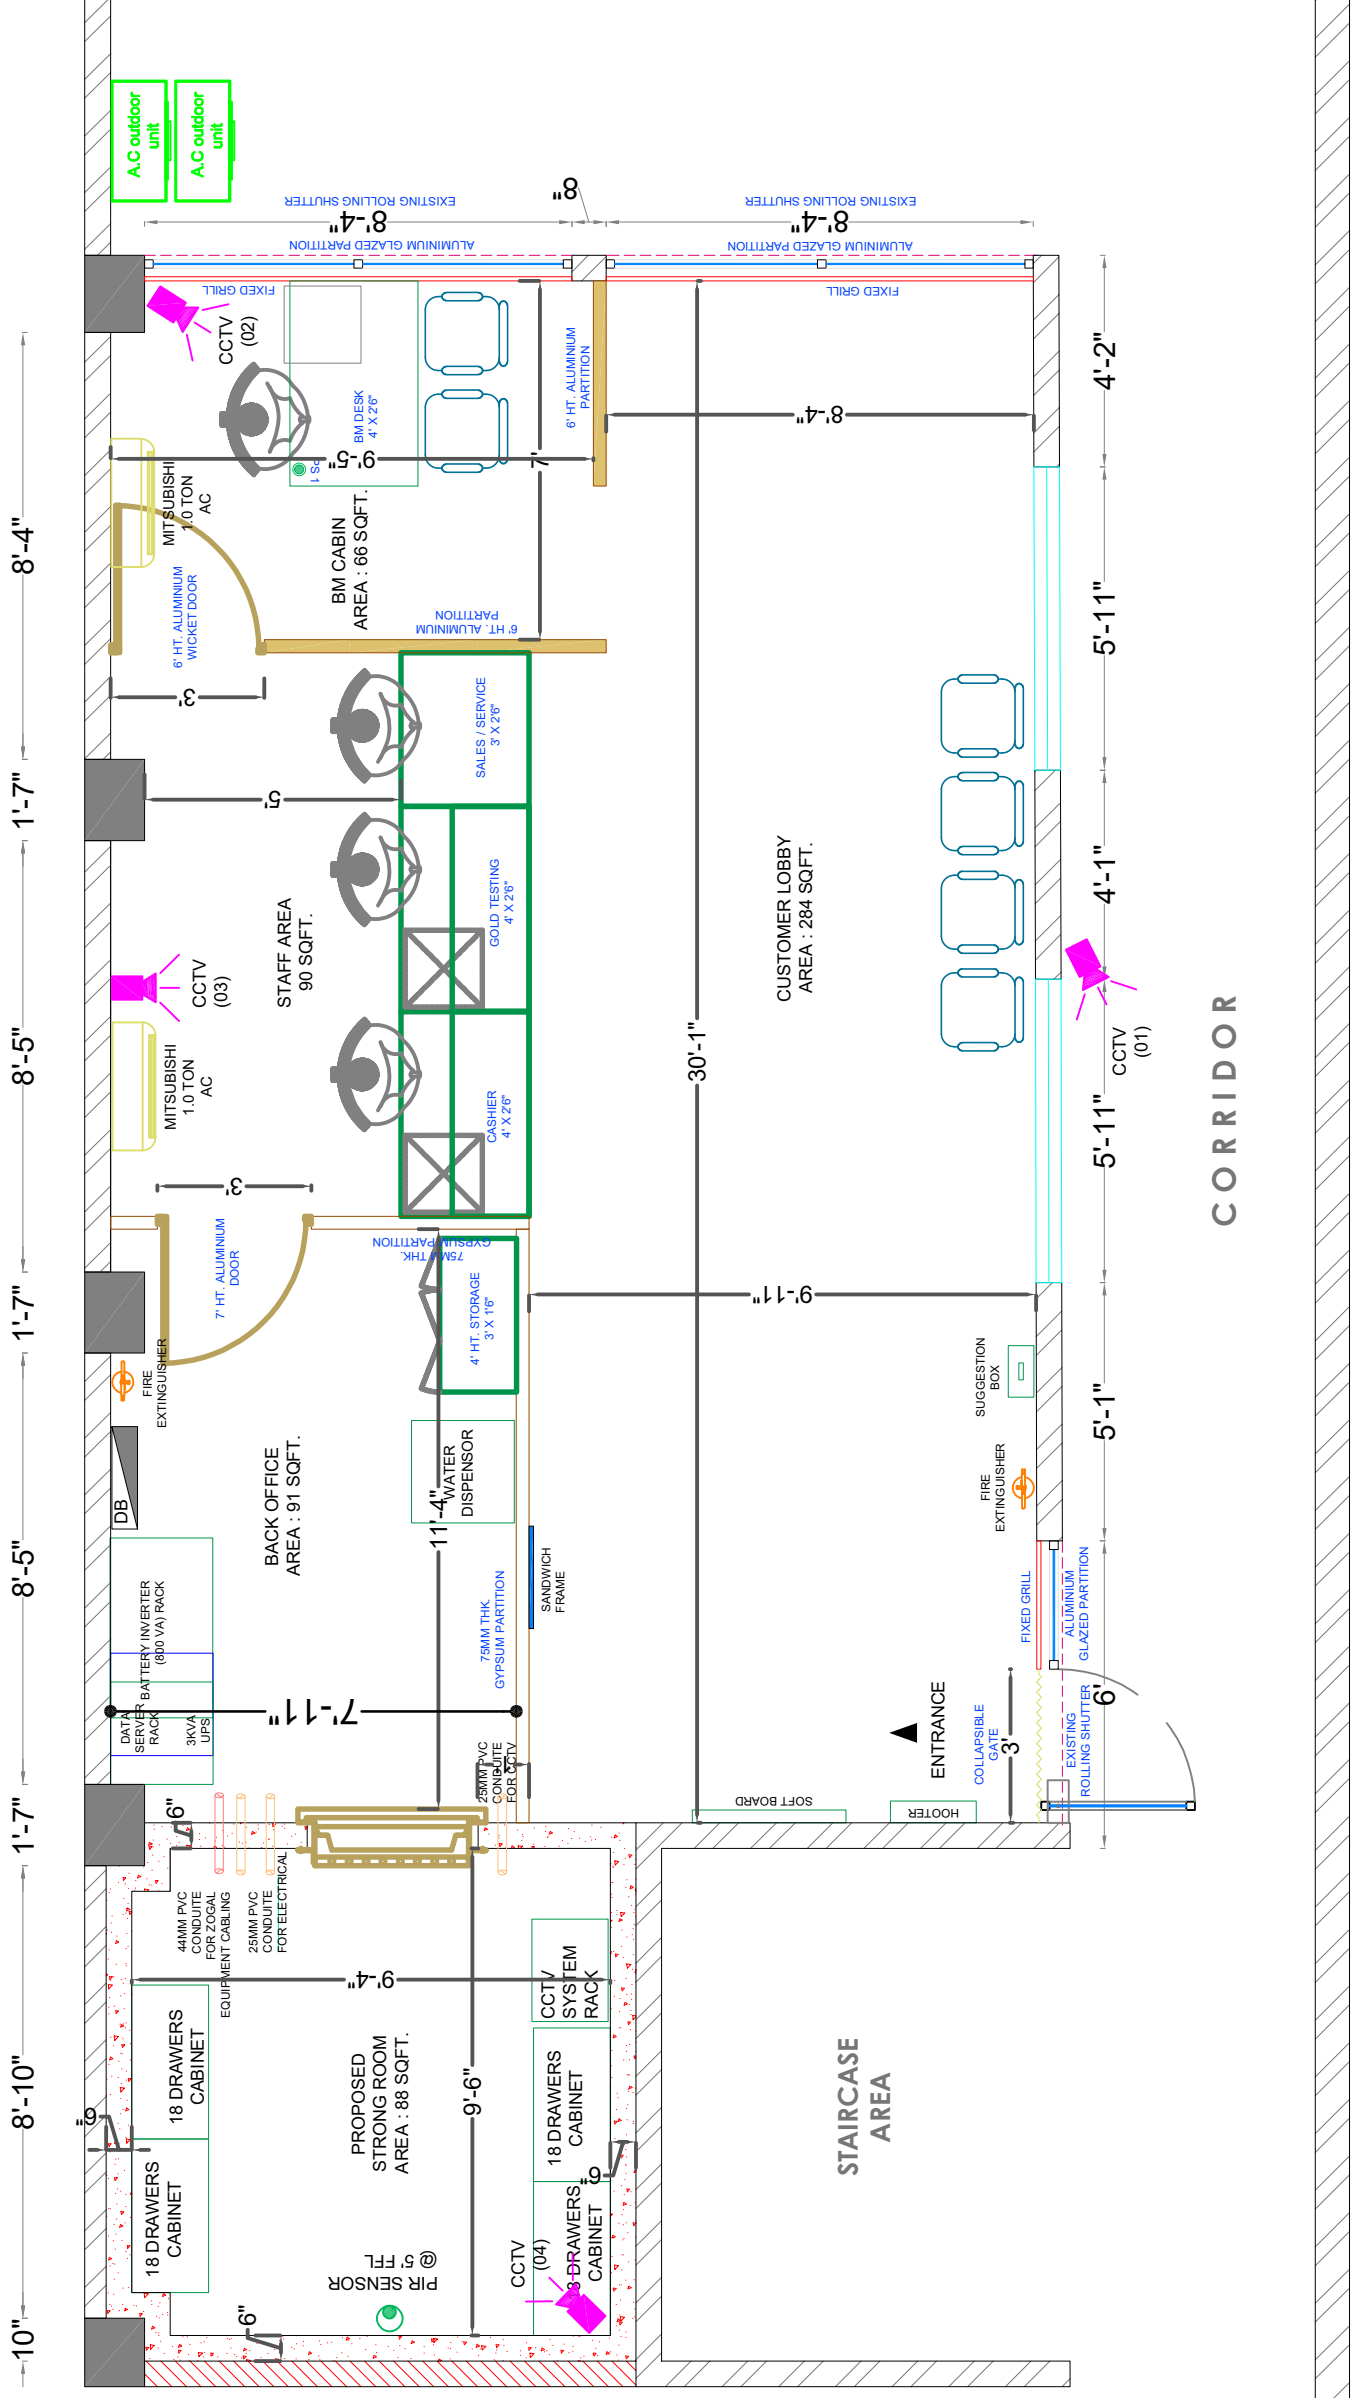 A.C outdoor
unit
A.C outdoor
unit
EXISTING ROLLING SHUTTER
8'-4"
8"
EXISTING ROLLING SHUTTER
8'-4"
ALUMINIUM GLAZED PARTITION
ALUMINIUM GLAZED PARTITION
FIXED GRILL
FIXED GRILL
CCTV
(02)
BM DESK
4' X 2'6"
PS 1
6' HT. ALUMINIUM
PARTITION
9'-5"
7'
8'-4"
4'-2"
8'-4"
MITSUBISHI
1.0 TON
AC
BM CABIN
AREA : 66 SQFT.
6' HT. ALUMINIUM
WICKET DOOR
6' HT. ALUMINIUM
PARTITION
3'
5'-11"
SALES / SERVICE
3' X 2'6"
1'-7"
5'
GOLD TESTING
4' X 2'6"
STAFF AREA
90 SQFT.
CUSTOMER LOBBY
AREA : 284 SQFT.
4'-1"
CCTV
(03)
8'-5"
MITSUBISHI
1.0 TON
AC
CASHIER
4' X 2'6"
30'-1"
CCTV
(01)
5'-11"
CORRIDOR
3'
7' HT. ALUMINIUM
DOOR
75MM THK.
GYPSUM PARTITION
4' HT. STORAGE
3' X 1'6"
9'-11"
1'-7"
FIRE
EXTINGUISHER
SUGGESTION
BOX
5'-1"
DB
BACK OFFICE
AREA : 91 SQFT.
WATER
DISPENSOR
11'-4"
FIRE
EXTINGUISHER
8'-5"
BATTERY INVERTER
(800 VA) RACK
SANDWICH
FRAME
75MM THK.
GYPSUM PARTITION
FIXED GRILL
ALUMINIUM
GLAZED PARTITION
DATA
SERVER
RACK
3KVA
UPS
7'-11"
25MM PVC
CONDUITE
FOR CCTV
1'
ENTRANCE
COLLAPSIBLE
GATE
3'
6'
EXISTING
ROLLING SHUTTER
1'-7"
6"
SOFT BOARD
HOOTER
44MM PVC
CONDUITE
FOR ZOGAL
EQUIPMENT CABLING
25MM PVC
CONDUITE
FOR ELECTRICAL
9'-4"
CCTV
SYSTEM
RACK
18 DRAWERS
CABINET
PROPOSED
STRONG ROOM
AREA : 88 SQFT.
9'-6"
18 DRAWERS
CABINET
8'-10"
6"
6"
18 DRAWERS
CABINET
DRAWERS
CABINET
STAIRCASE
AREA
PIR SENSOR
@ 5' FFL
CCTV
(04)
6"
10"